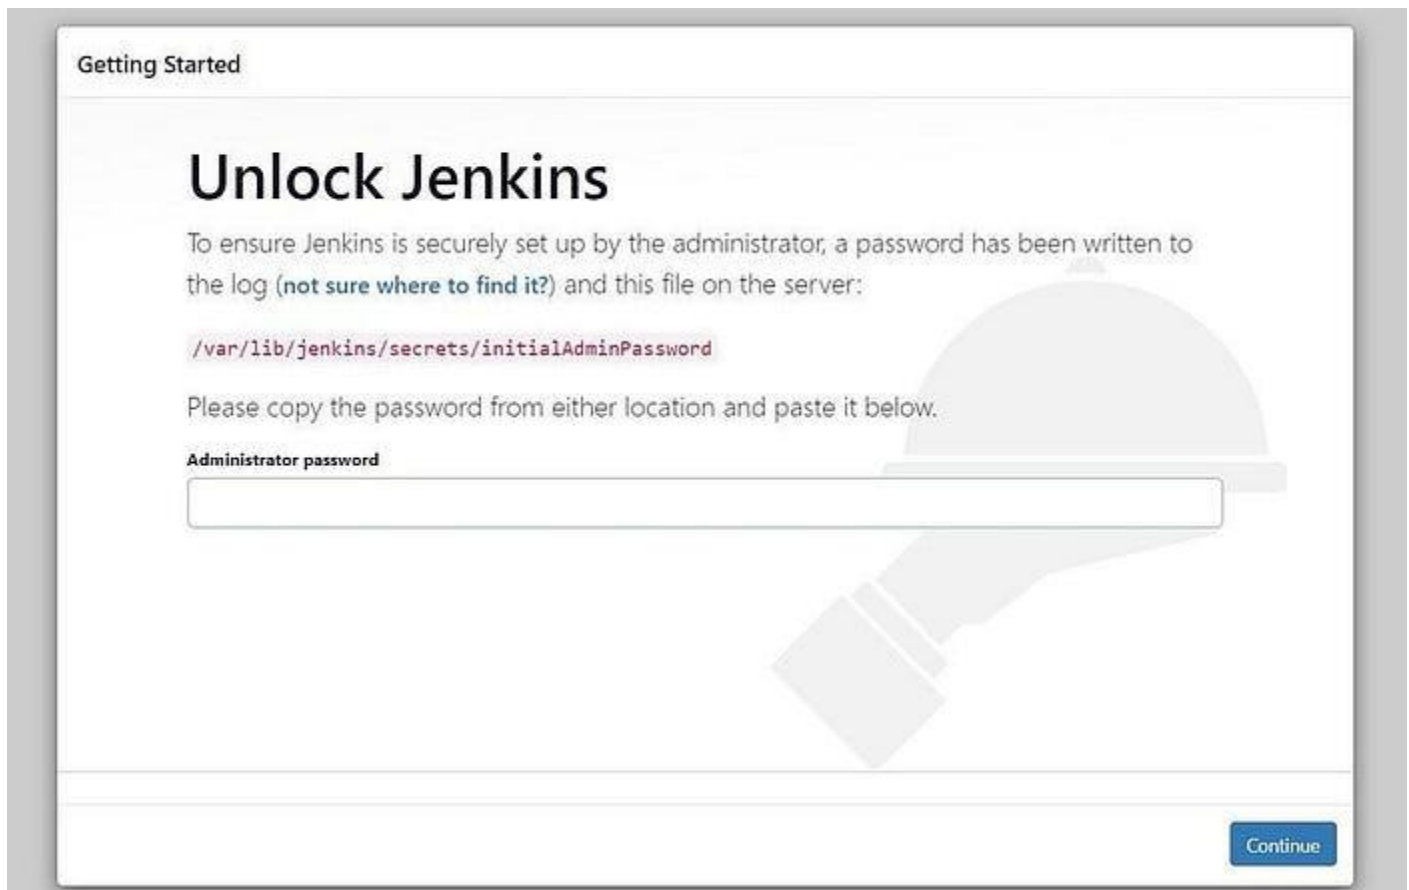 Getting Started
Unlock Jenkins
To ensure Jenkins is securely set up by the administrator, a password has been written to
the log (not sure where to find it?) and this file on the server:
/var/lib/jenkins/secrets/initialAdminPassword
Please copy the password from either location and paste it below.
Administrator password
Continue